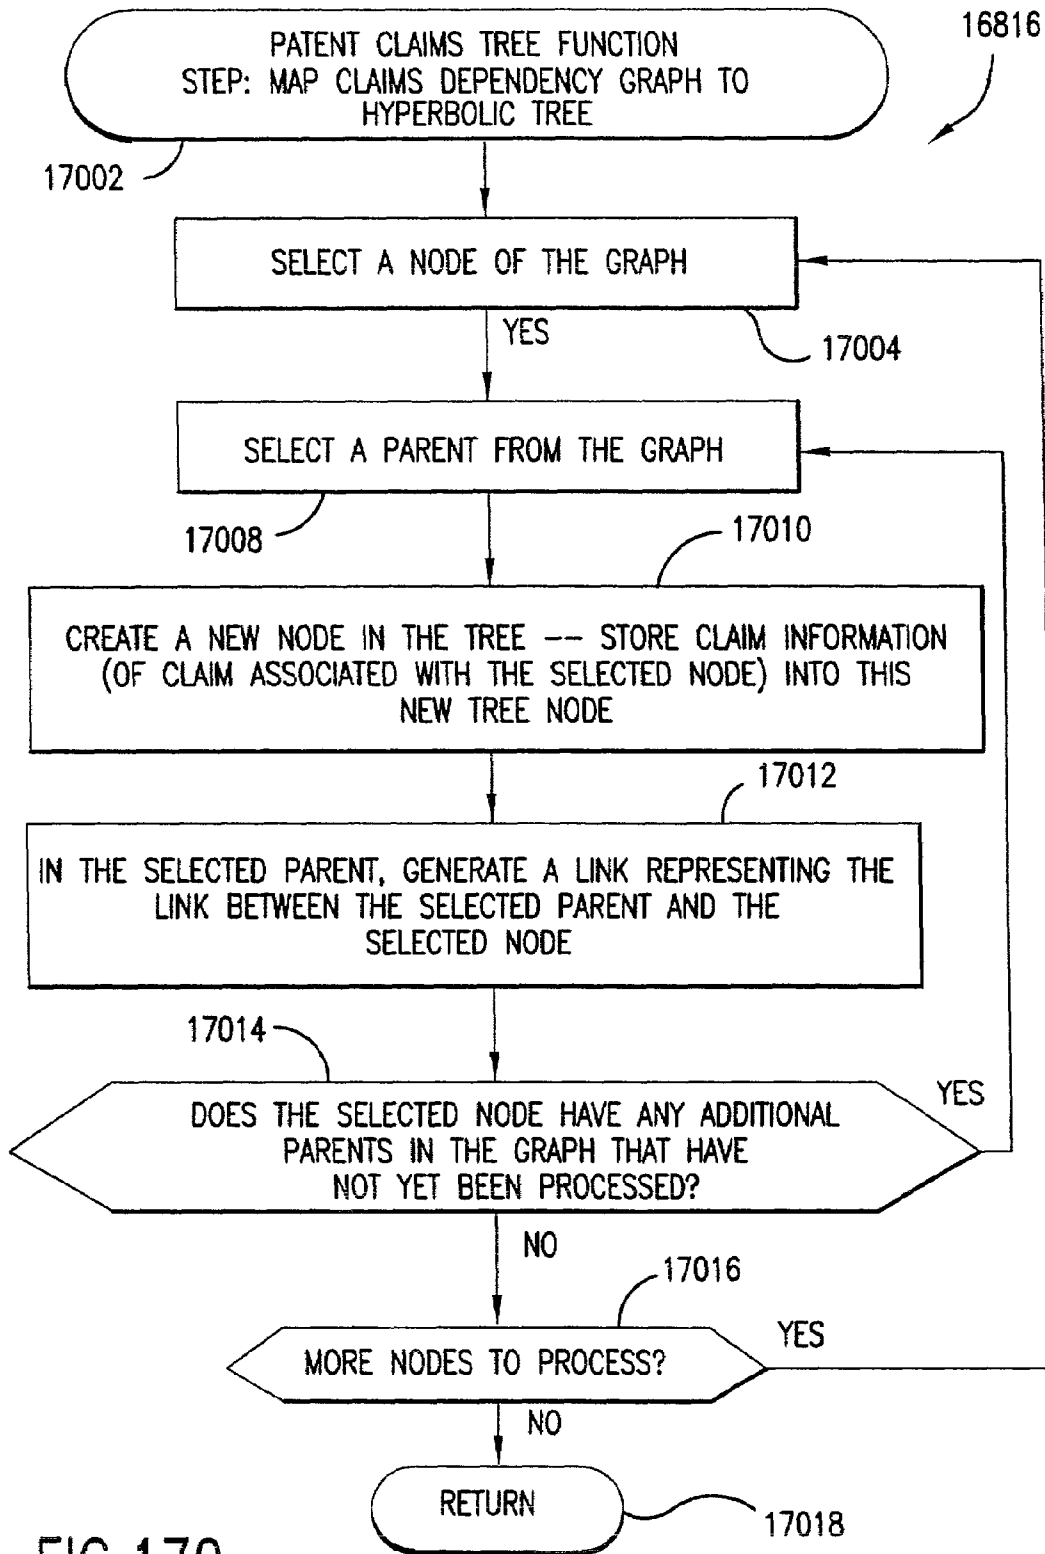 16816
PATENT CLAIMS TREE FUNCTION
STEP: MAP CLAIMS DEPENDENCY GRAPH TO
HYPERBOLIC TREE
17002
SELECT A NODE OF THE GRAPH
YES
17004
SELECT A PARENT FROM THE GRAPH
17008
17010
CREATE A NEW NODE IN THE TREE -- STORE CLAIM INFORMATION
(OF CLAIM ASSOCIATED WITH THE SELECTED NODE) INTO THIS
NEW TREE NODE
17012
IN THE SELECTED PARENT, GENERATE A LINK REPRESENTING THE
LINK BETWEEN THE SELECTED PARENT AND THE
SELECTED NODE
17014
YES
DOES THE SELECTED NODE HAVE ANY ADDITIONAL
PARENTS IN THE GRAPH THAT HAVE
NOT YET BEEN PROCESSED?
NO
17016
YES
MORE NODES TO PROCESS?
NO
RETURN
17018